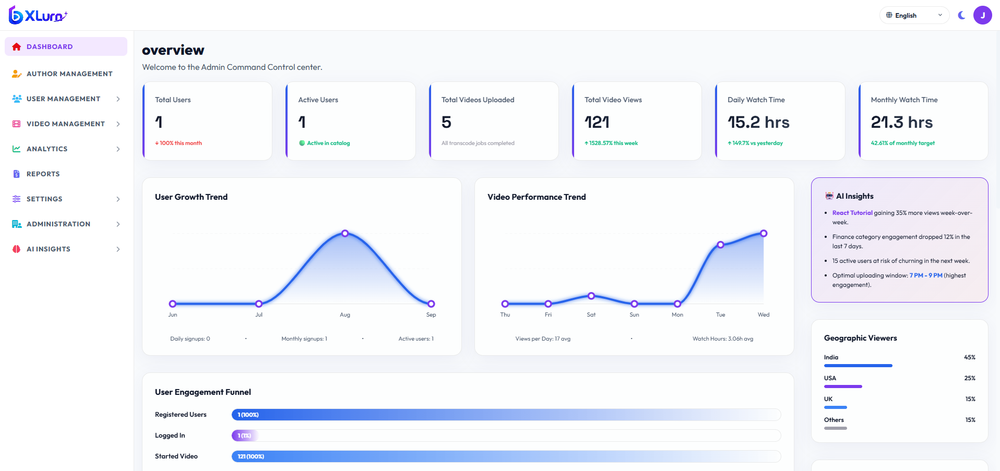 XLurn
English
J
DASHBOARD
AUTHOR MANAGEMENT
USER MANAGEMENT
VIDEO MANAGEMENT
ANALYTICS
REPORTS
SETTINGS
ADMINISTRATION
AI INSIGHTS
overview
Welcome to the Admin Command Control center.
Total Users
1
↓ 100% this month
Active Users
1
Active in catalog
Total Videos Uploaded
5
All transcode jobs completed
Total Video Views
121
↑ 1528.57% this week
Daily Watch Time
15.2 hrs
↑ 149.7% vs yesterday
Monthly Watch Time
21.3 hrs
42.61% of monthly target
User Growth Trend
Jun Jul Aug Sep
Daily signups: 0 • Monthly signups: 1 • Active users: 1
Video Performance Trend
Thu Fri Sat Sun Mon Tue Wed
Views per Day: 17 avg • Watch Hours: 3.06h avg
AI Insights
• React Tutorial gaining 35% more views week-over-
week.
• Finance category engagement dropped 12% in the
last 7 days.
• 15 active users at risk of churning in the next week.
• Optimal uploading window: 7 PM - 9 PM (highest
engagement).
Geographic Viewers
India 45%
USA 25%
UK 15%
Others 15%
User Engagement Funnel
Registered Users 1 (100%)
Logged In 1 (1%)
Started Video 121 (100%)